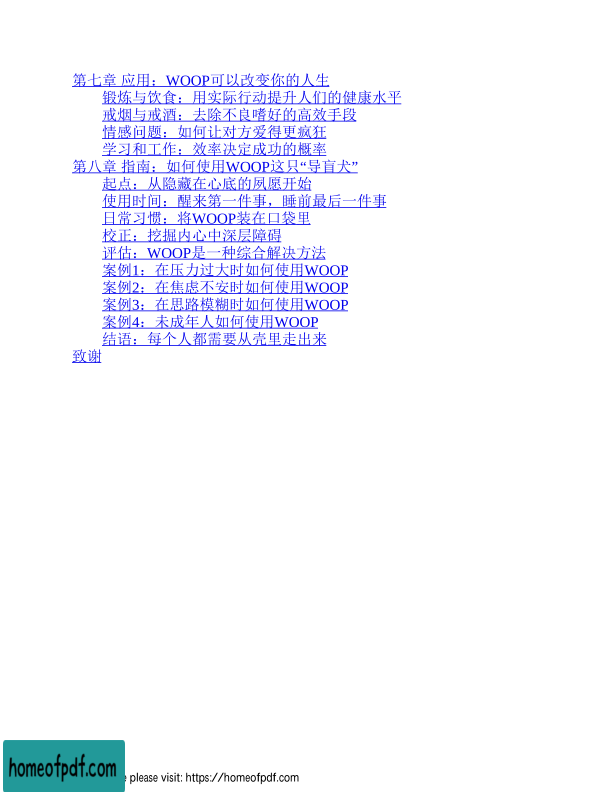 第七章 应用：WOOP可以改变你的人生
锻炼与饮食：用实际行动提升人们的健康水平
戒烟与戒酒：去除不良嗜好的高效手段
情感问题：如何让对方爱得更疯狂
学习和工作：效率决定成功的概率
第八章 指南：如何使用WOOP这只“导盲犬”
起点：从隐藏在心底的夙愿开始
使用时间：醒来第一件事，睡前最后一件事
日常习惯：将WOOP装在口袋里
校正：挖掘内心中深层障碍
评估：WOOP是一种综合解决方法
案例1：在压力过大时如何使用WOOP
案例2：在焦虑不安时如何使用WOOP
案例3：在思路模糊时如何使用WOOP
案例4：未成年人如何使用WOOP
结语：每个人都需要从壳里走出来
致谢
homeofpdf.com
e please visit: https://homeofpdf.com